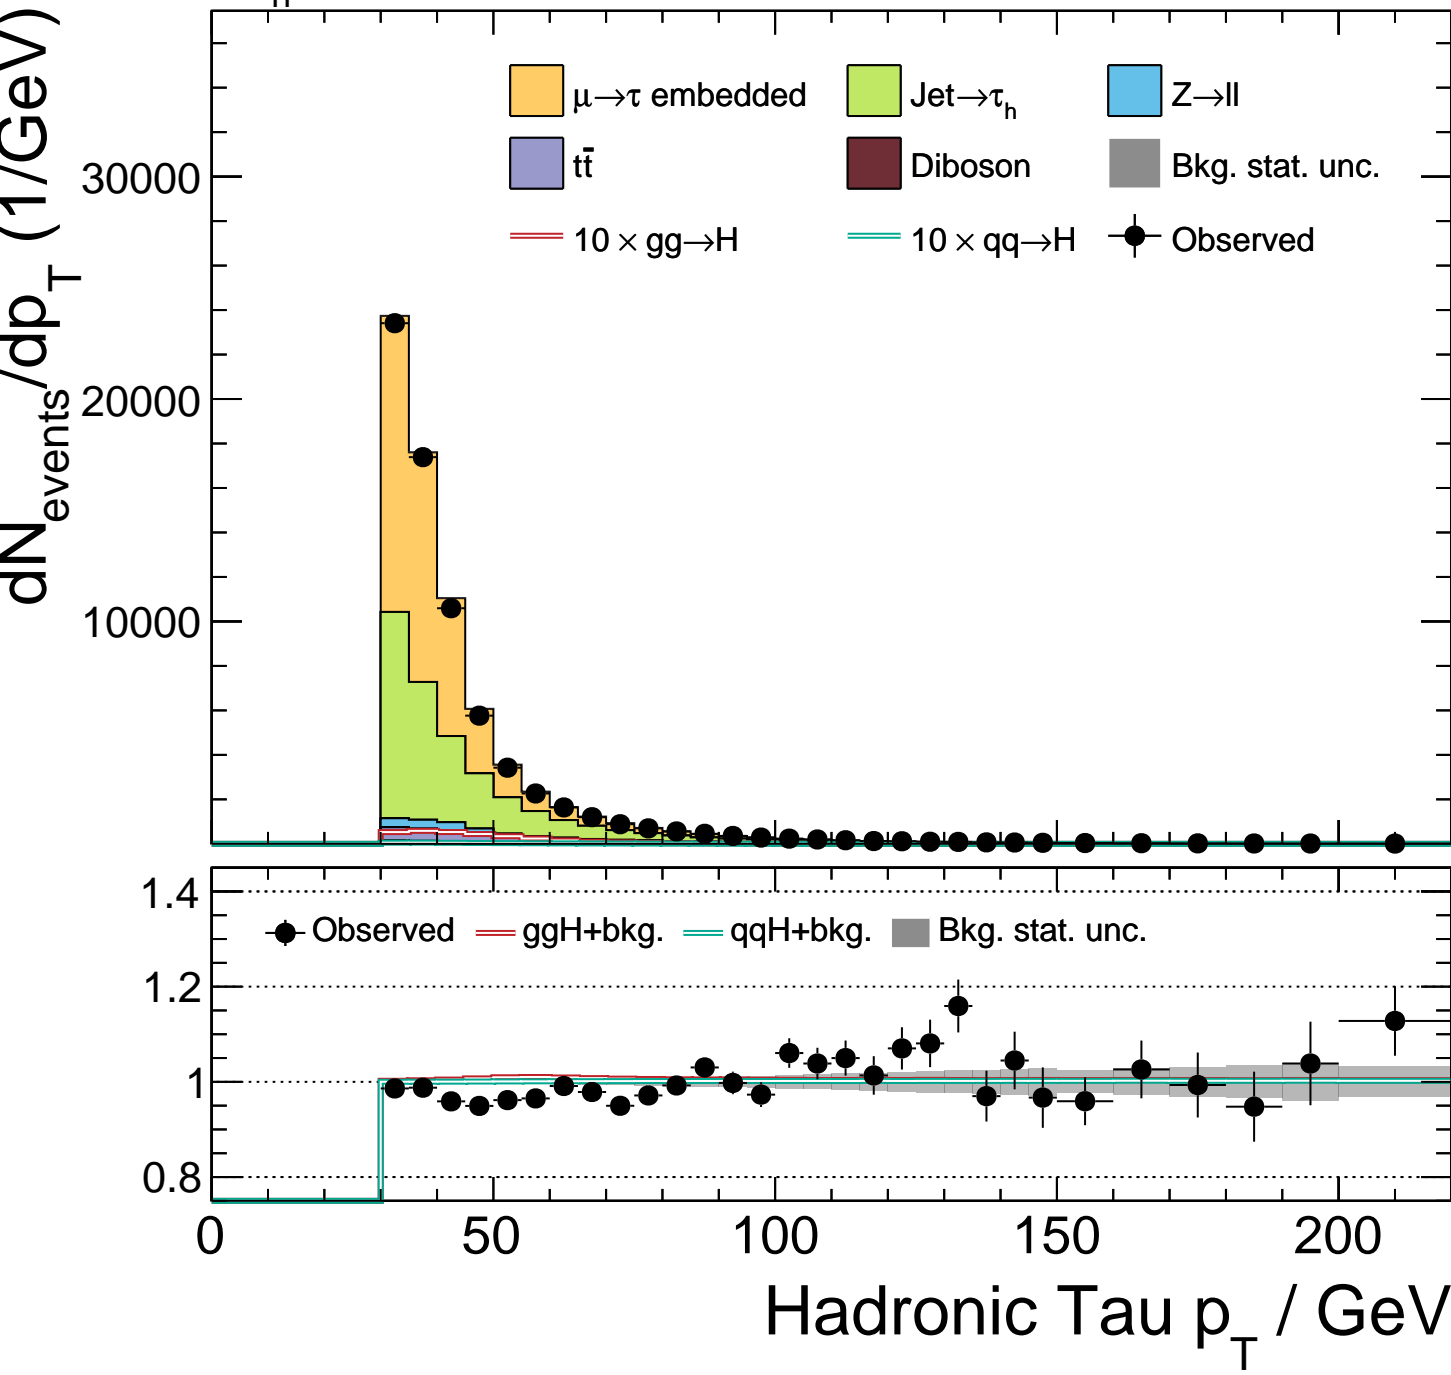 dN_events/dp_T (1/GeV)
μ→τ embedded Jet→τ_h Z→ll
tt̄ Diboson Bkg. stat. unc.
10 × gg→H 10 × qq→H Observed
30000
20000
10000
1.4
Observed ggH+bkg. qqH+bkg. Bkg. stat. unc.
1.2
1
0.8
0 50 100 150 200
Hadronic Tau p_T / GeV